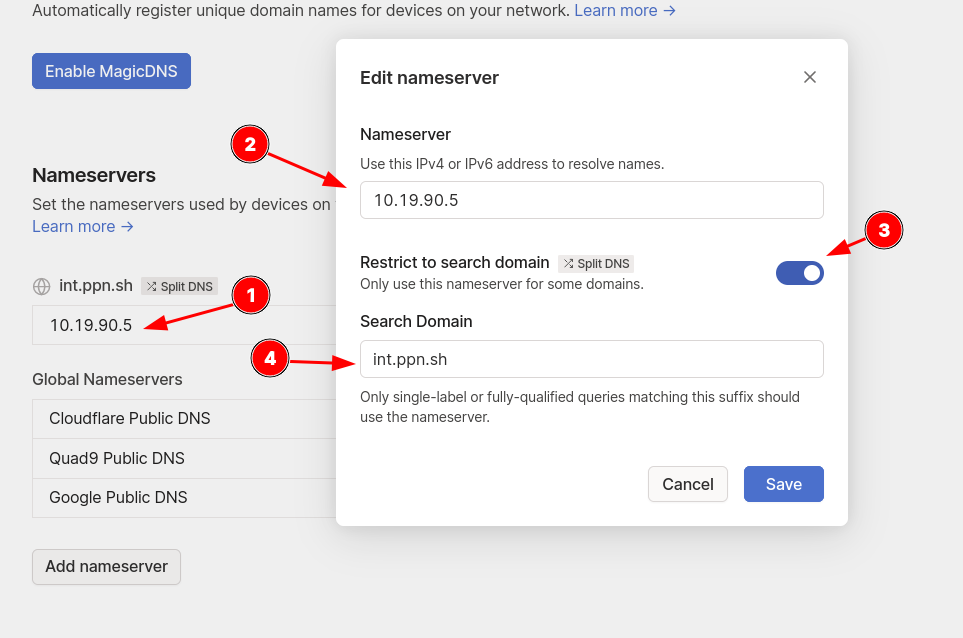 Automatically register unique domain names for devices on your network. Learn more →
Enable MagicDNS
Nameservers
Set the nameservers used by devices on
Learn more →
int.ppn.sh Split DNS
1
10.19.90.5
Global Nameservers
Cloudflare Public DNS
Quad9 Public DNS
Google Public DNS
Add nameserver
Edit nameserver
Nameserver
Use this IPv4 or IPv6 address to resolve names.
2
10.19.90.5
Restrict to search domain Split DNS
Only use this nameserver for some domains.
3
Search Domain
4
int.ppn.sh
Only single-label or fully-qualified queries matching this suffix should
use the nameserver.
Cancel
Save